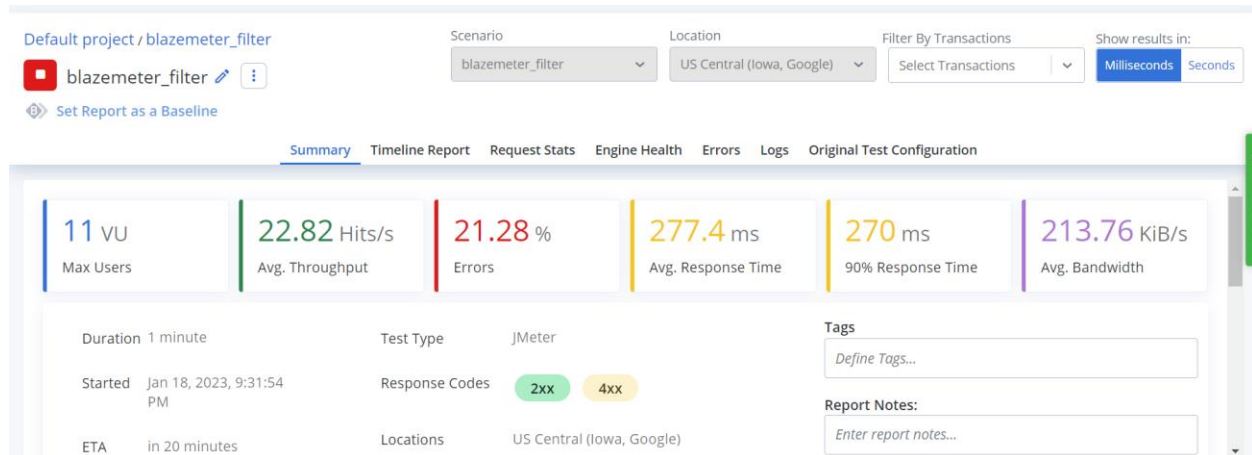 Default project / blazemeter_filter
blazemeter_filter
Set Report as a Baseline
Scenario
blazemeter_filter
Location
US Central (Iowa, Google)
Filter By Transactions
Select Transactions
Show results in:
Milliseconds Seconds
Summary Timeline Report Request Stats Engine Health Errors Logs Original Test Configuration
11 VU
Max Users
22.82 Hits/s
Avg. Throughput
21.28 %
Errors
277.4 ms
Avg. Response Time
270 ms
90% Response Time
213.76 KiB/s
Avg. Bandwidth
Duration 1 minute
Started Jan 18, 2023, 9:31:54
PM
ETA in 20 minutes
Test Type JMeter
Response Codes 2xx 4xx
Locations US Central (Iowa, Google)
Tags
Define Tags...
Report Notes:
Enter report notes...